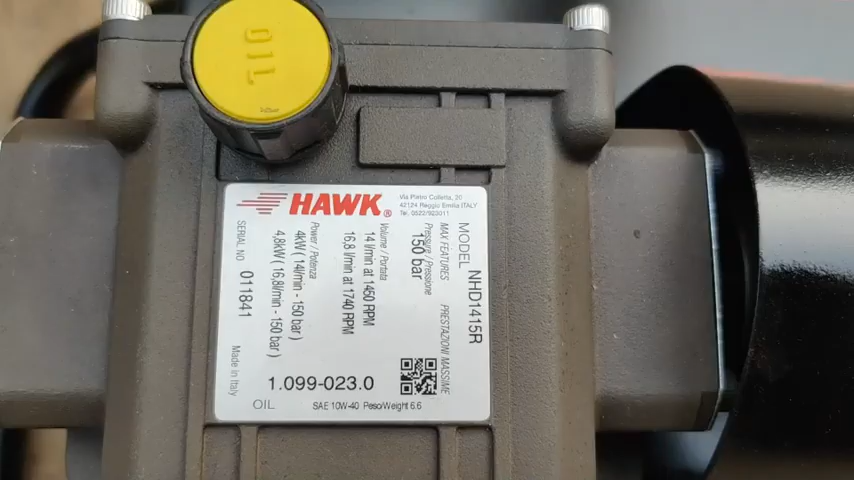 OIL
HAWK®
Via Pietro Colletta, 20
42124 Reggio Emilia ITALY
Tel. 0522/923011
MODEL NHD1415R
MAX FEATURES PRESTAZIONI MASSIME
Pressure / Pressione
150 bar
Volume / Portata
14 l/min at 1450 RPM
16,8 l/min at 1740 RPM
Power / Potenza
4kW ( 14l/min - 150 bar )
4,8kW ( 16,8l/min - 150 bar )
SERIAL NO 011841
Made in Italy
1.099-023.0
OIL SAE 10W-40 Peso/Weight 6.6